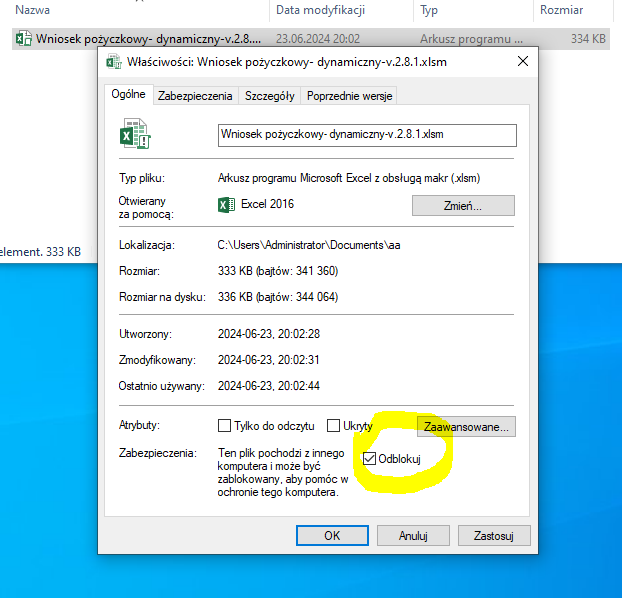 Nazwa Data modyfikacji Typ Rozmiar
Wniosek pożyczkowy- dynamiczny-v.2.8.... 23.06.2024 20:02 Arkusz programu ... 334 KB
Właściwości: Wniosek pożyczkowy- dynamiczny-v.2.8.1.xlsm
Ogólne Zabezpieczenia Szczegóły Poprzednie wersje
Wniosek pożyczkowy- dynamiczny-v.2.8.1.xlsm
Typ pliku: Arkusz programu Microsoft Excel z obsługą makr (.xlsm)
Otwierany
za pomocą: Excel 2016 Zmień...
Lokalizacja: C:\Users\Administrator\Documents\aa
Rozmiar: 333 KB (bajtów: 341 360)
Rozmiar na dysku: 336 KB (bajtów: 344 064)
element. 333 KB
Utworzony: 2024-06-23, 20:02:28
Zmodyfikowany: 2024-06-23, 20:02:31
Ostatnio używany: 2024-06-23, 20:02:44
Atrybuty: Tylko do odczytu Ukryty Zaawansowane...
Zabezpieczenia: Ten plik pochodzi z innego
komputera i może być
zablokowany, aby pomóc w
ochronie tego komputera.
Odblokuj
OK Anuluj Zastosuj